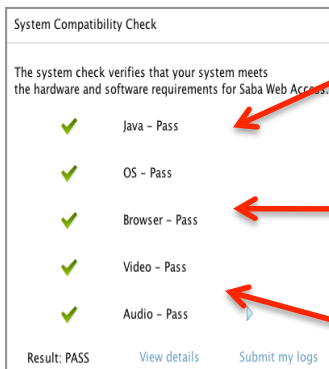 System Compatibility Check
The system check verifies that your system meets
the hardware and software requirements for Saba Web Access.
Java – Pass
OS – Pass
Browser – Pass
Video – Pass
Audio – Pass
Result: PASS View details Submit my logs